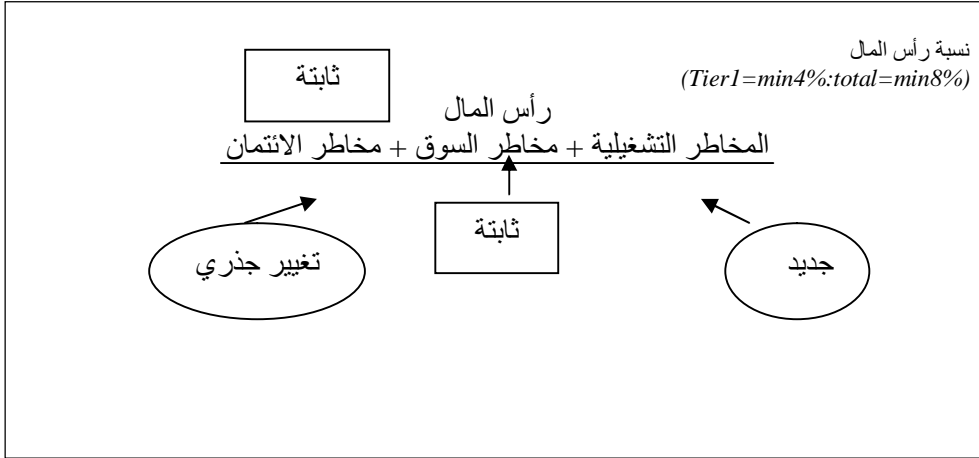 نسبة رأس المال
(Tier1=min4%:total=min8%)
ثابتة
رأس المال
المخاطر التشغيلية + مخاطر السوق + مخاطر الائتمان
ثابتة
جديد
تغيير جذري